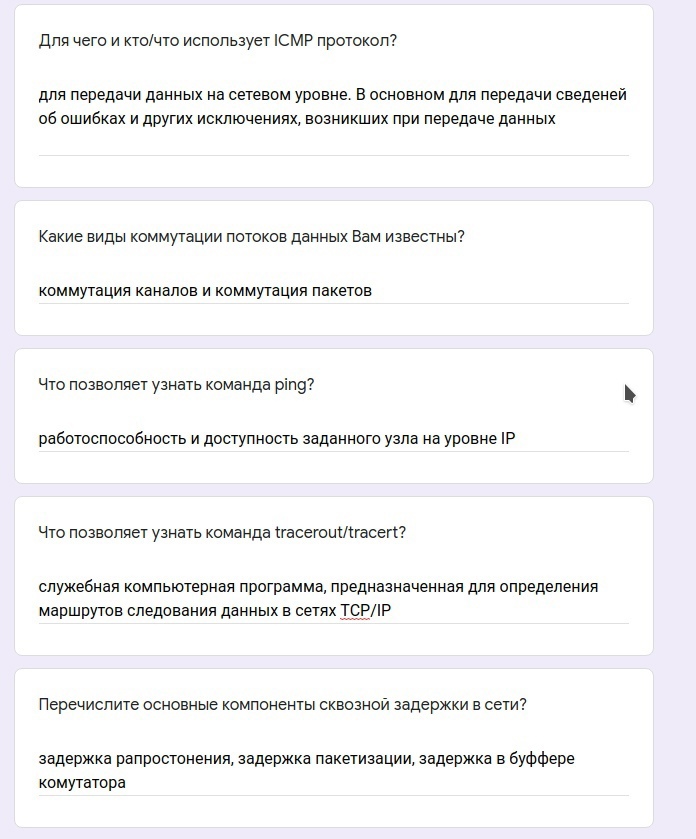 Для чего и кто/что использует ICMP протокол?
для передачи данных на сетевом уровне. В основном для передачи сведеней
об ошибках и других исключениях, возникших при передаче данных
Какие виды коммутации потоков данных Вам известны?
коммутация каналов и коммутация пакетов
Что позволяет узнать команда ping?
работоспособность и доступность заданного узла на уровне IP
Что позволяет узнать команда tracerout/tracert?
служебная компьютерная программа, предназначенная для определения
маршрутов следования данных в сетях TCP/IP
Перечислите основные компоненты сквозной задержки в сети?
задержка рапростонения, задержка пакетизации, задержка в буффере
комутатора